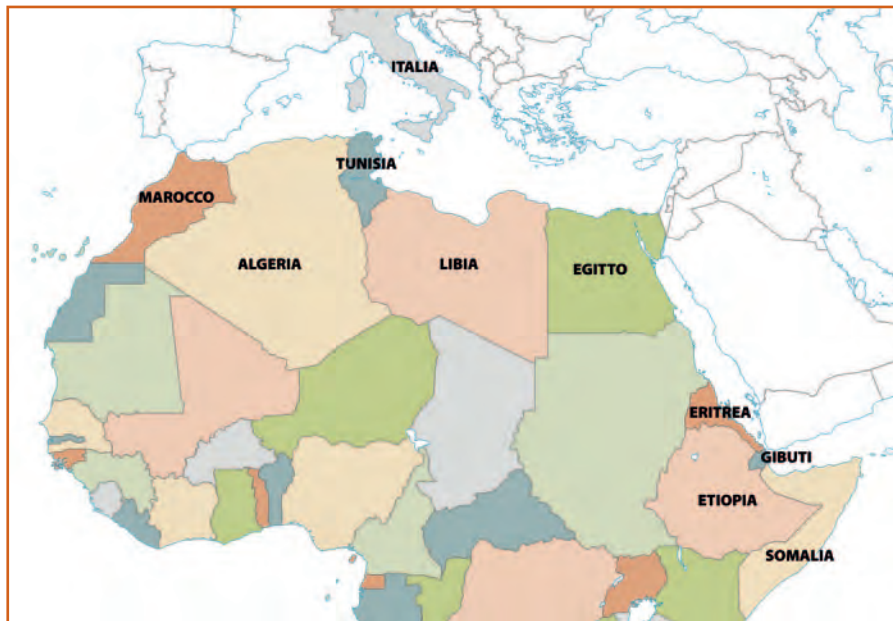 ITALIA
TUNISIA
MAROCCO
ALGERIA
LIBIA
EGITTO
ERITREA
GIBUTI
ETIOPIA
SOMALIA